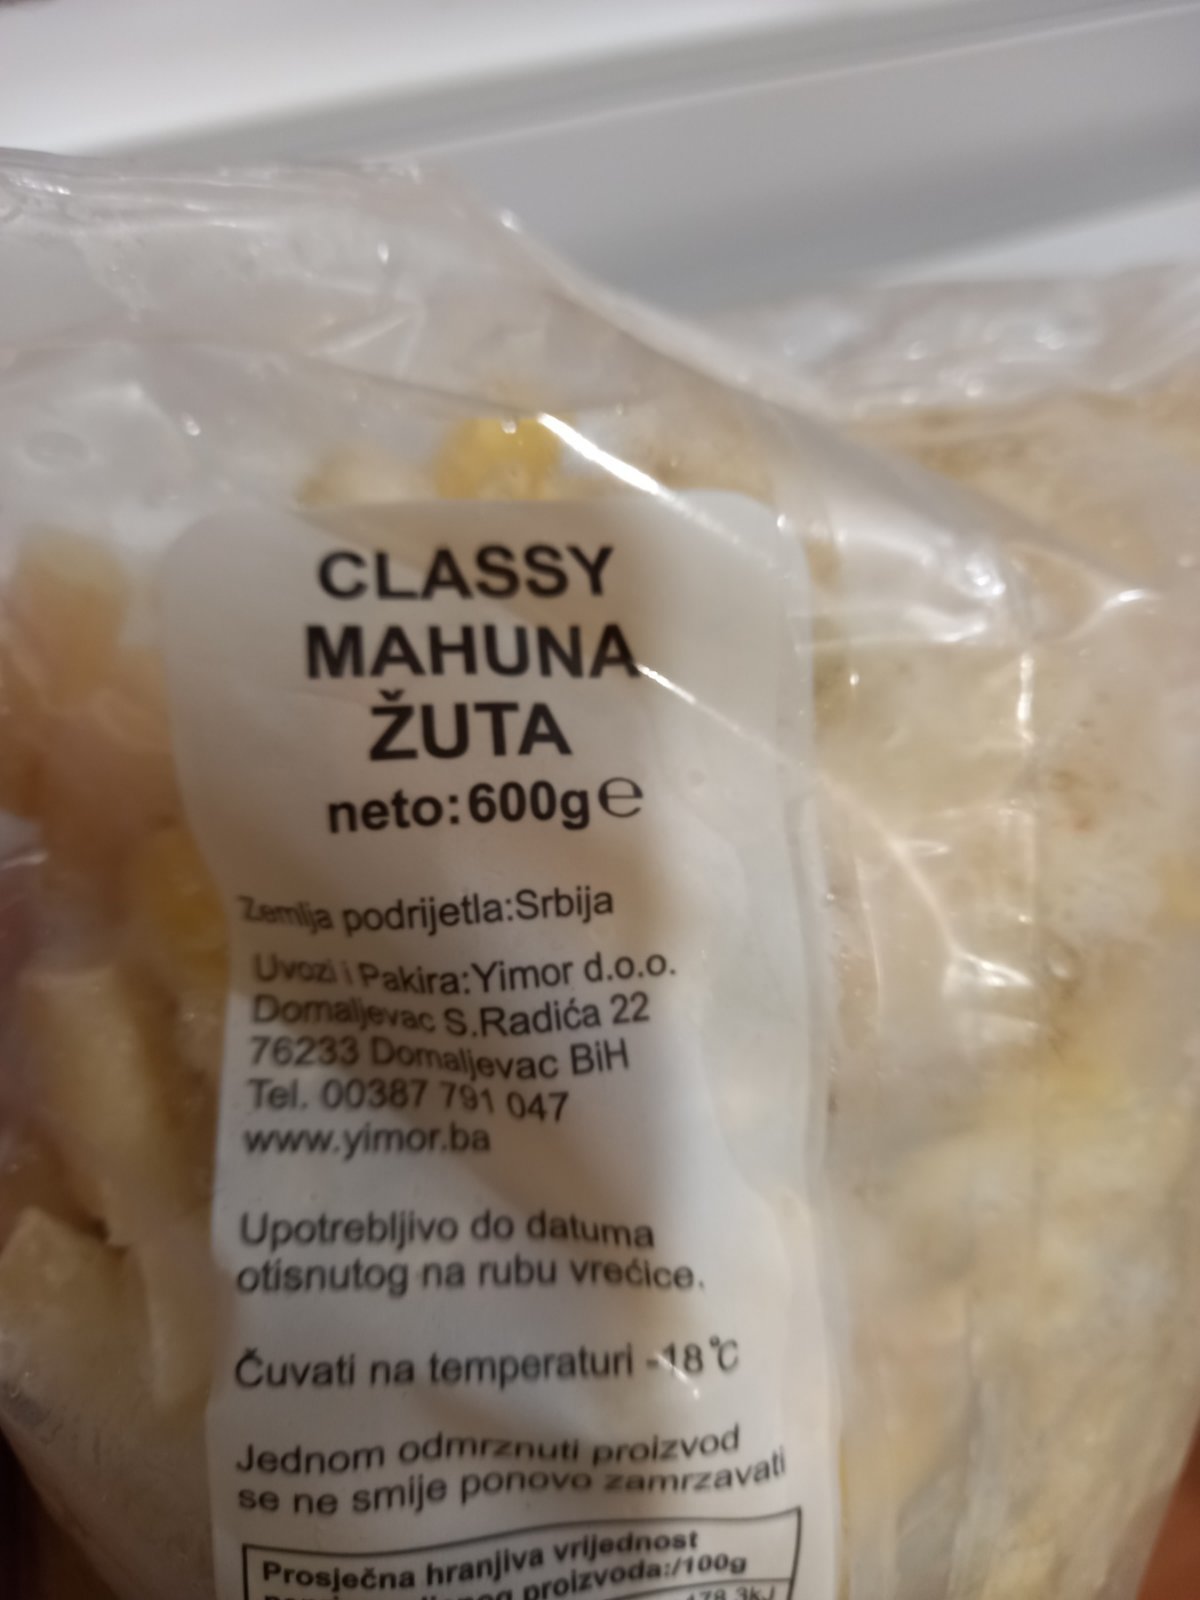 CLASSY
MAHUNA
ŽUTA
neto:600g℮
Zemlja podrijetla:Srbija
Uvozi i Pakira:Yimor d.o.o.
Domaljevac S.Radića 22
76233 Domaljevac BiH
Tel. 00387 791 047
www.yimor.ba
Upotrebljivo do datuma
otisnutog na rubu vrećice.
Čuvati na temperaturi -18°C
Jednom odmrznuti proizvod
se ne smije ponovo zamrzavati
Prosječna hranjiva vrijednost
proizvoda:/100g